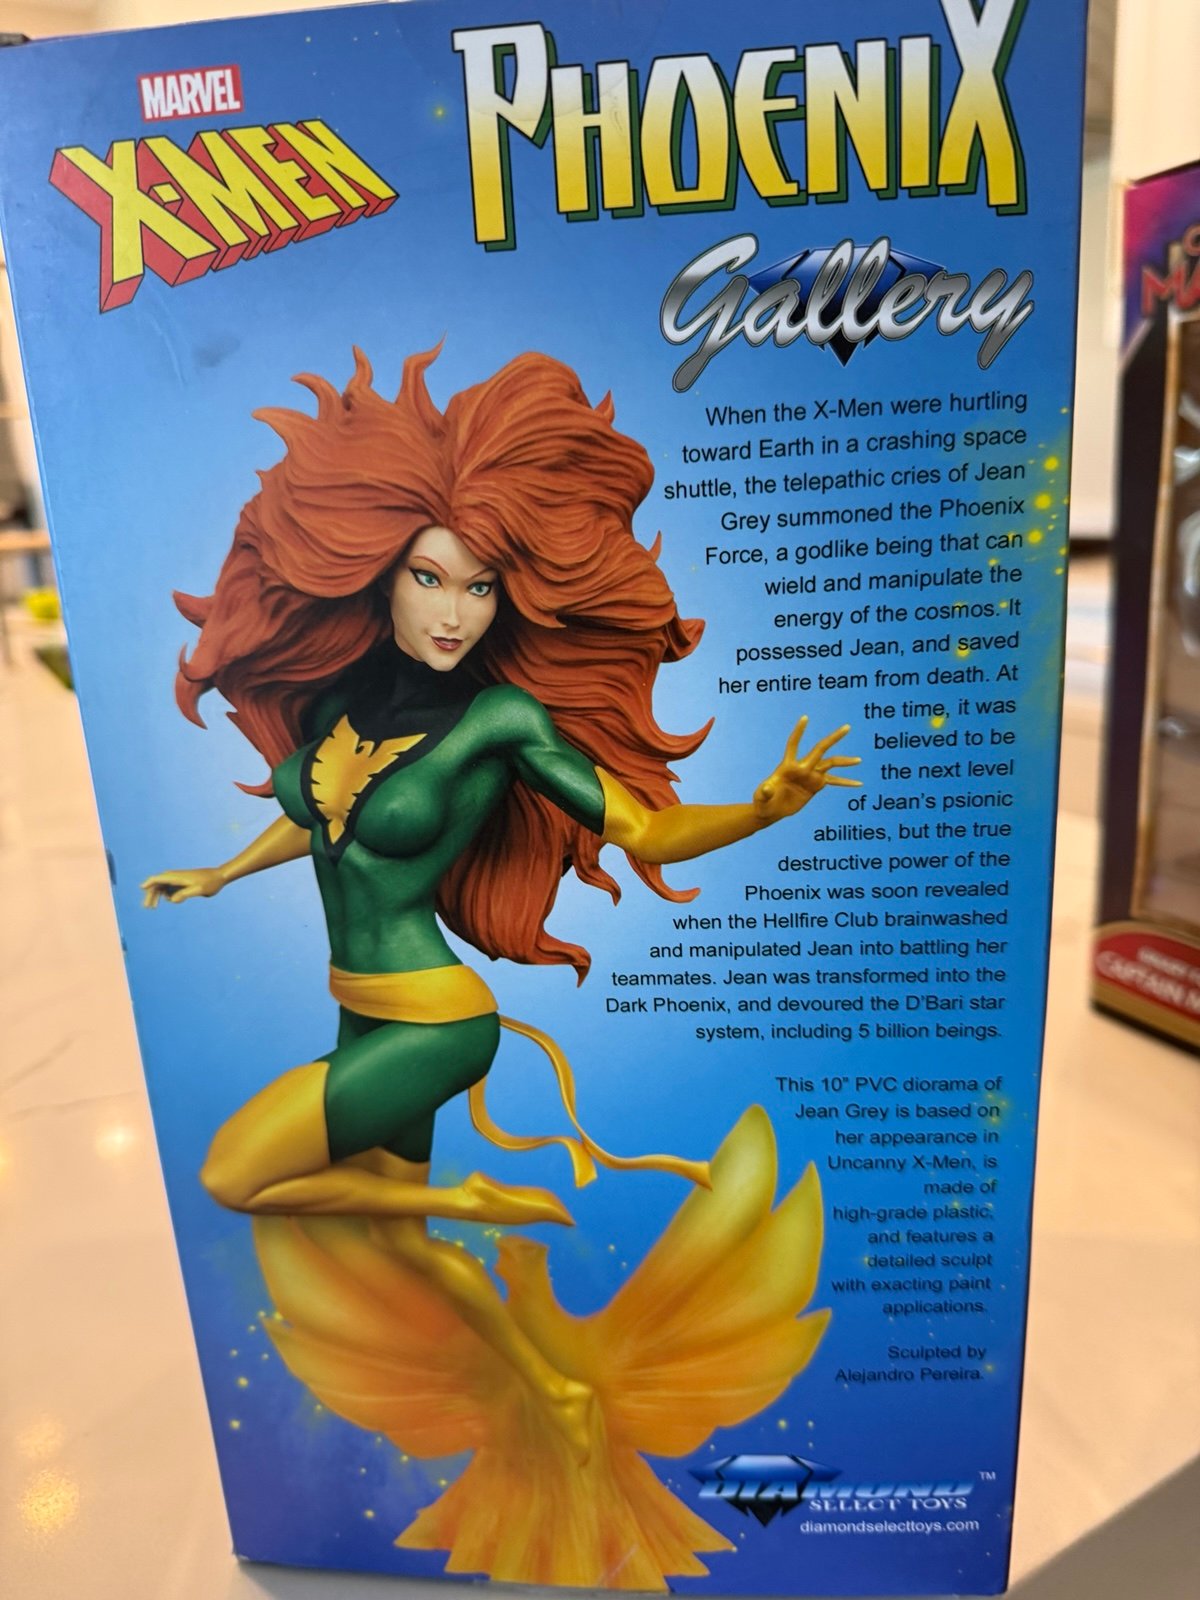 MARVEL
X-MEN
PHOENIX
Gallery
When the X-Men were hurtling
toward Earth in a crashing space
shuttle, the telepathic cries of Jean
Grey summoned the Phoenix
Force, a godlike being that can
wield and manipulate the
energy of the cosmos. It
possessed Jean, and saved
her entire team from death. At
the time, it was
believed to be
the next level
of Jean's psionic
abilities, but the true
destructive power of the
Phoenix was soon revealed
when the Hellfire Club brainwashed
and manipulated Jean into battling her
teammates. Jean was transformed into the
Dark Phoenix, and devoured the D'Bari star
system, including 5 billion beings.
This 10" PVC diorama of
Jean Grey is based on
her appearance in
Uncanny X-Men, is
made of
high-grade plastic,
and features a
detailed sculpt
with exacting paint
applications.
Sculpted by
Alejandro Pereira.
DIAMOND TM
SELECT TOYS
diamondselecttoys.com
CAPTAIN